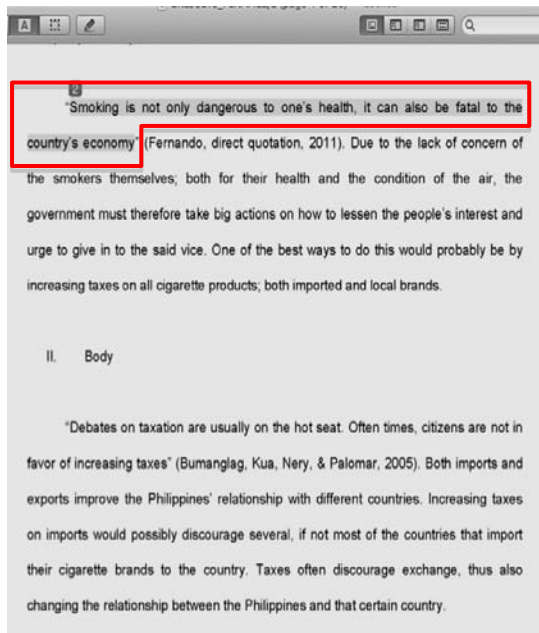 A
2
“Smoking is not only dangerous to one’s health, it can also be fatal to the
country’s economy” (Fernando, direct quotation, 2011). Due to the lack of concern of
the smokers themselves; both for their health and the condition of the air, the
government must therefore take big actions on how to lessen the people’s interest and
urge to give in to the said vice. One of the best ways to do this would probably be by
increasing taxes on all cigarette products; both imported and local brands.
II. Body
“Debates on taxation are usually on the hot seat. Often times, citizens are not in
favor of increasing taxes” (Bumanglag, Kua, Nery, & Palomar, 2005). Both imports and
exports improve the Philippines’ relationship with different countries. Increasing taxes
on imports would possibly discourage several, if not most of the countries that import
their cigarette brands to the country. Taxes often discourage exchange, thus also
changing the relationship between the Philippines and that certain country.